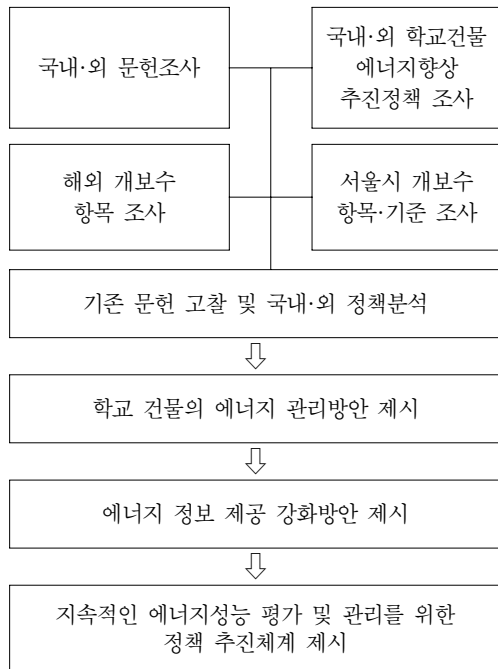 국내·외 문헌조사
국내·외 학교건물
에너지향상
추진정책 조사
해외 개보수
항목 조사
서울시 개보수
항목·기준 조사
기존 문헌 고찰 및 국내·외 정책분석
학교 건물의 에너지 관리방안 제시
에너지 정보 제공 강화방안 제시
지속적인 에너지성능 평가 및 관리를 위한
정책 추진체계 제시